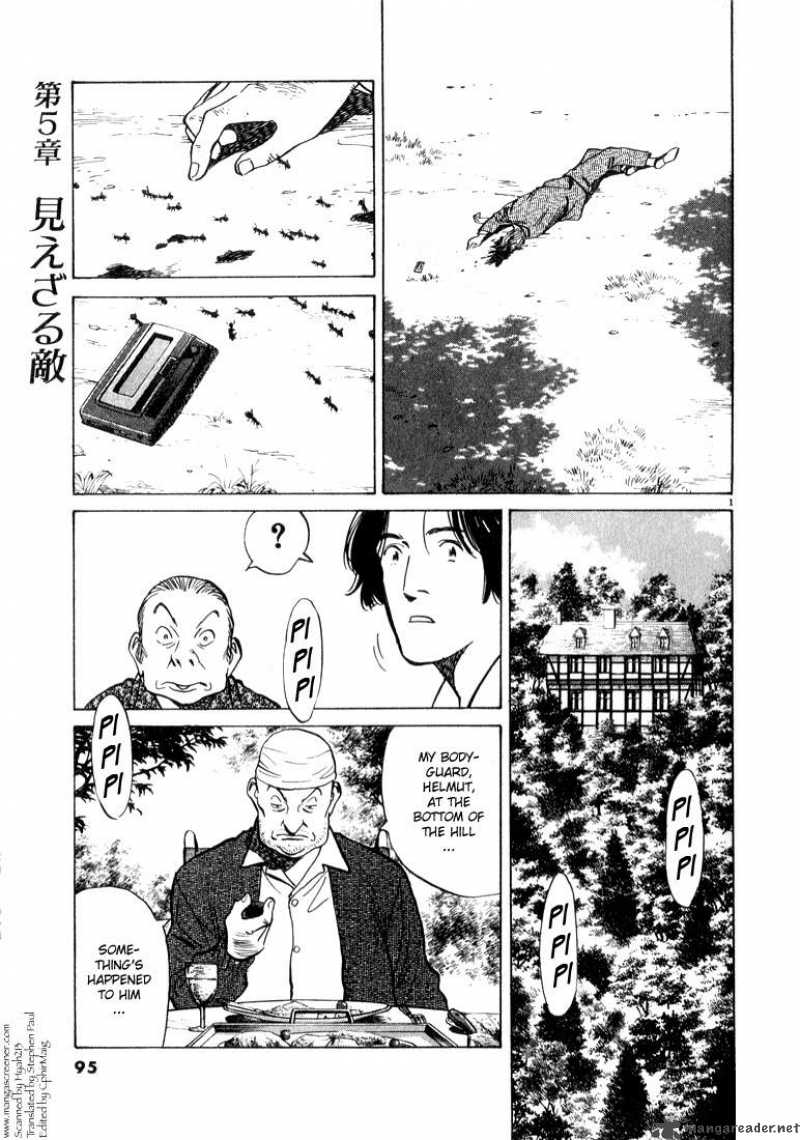 第5章 見えざる敵
1
PI
PI
PI
PI
PI
PI
?
PI
PI
PI
MY BODY-
GUARD,
HELMUT,
AT THE
BOTTOM OF
THE HILL
...
PI
PI
PI
SOME-
THING'S
HAPPENED
TO HIM
...
95
www.mangascreener.com
Scanned by Hyah213
Translated by Stephen Paul
Edited by CphirMaig
mangareader.net